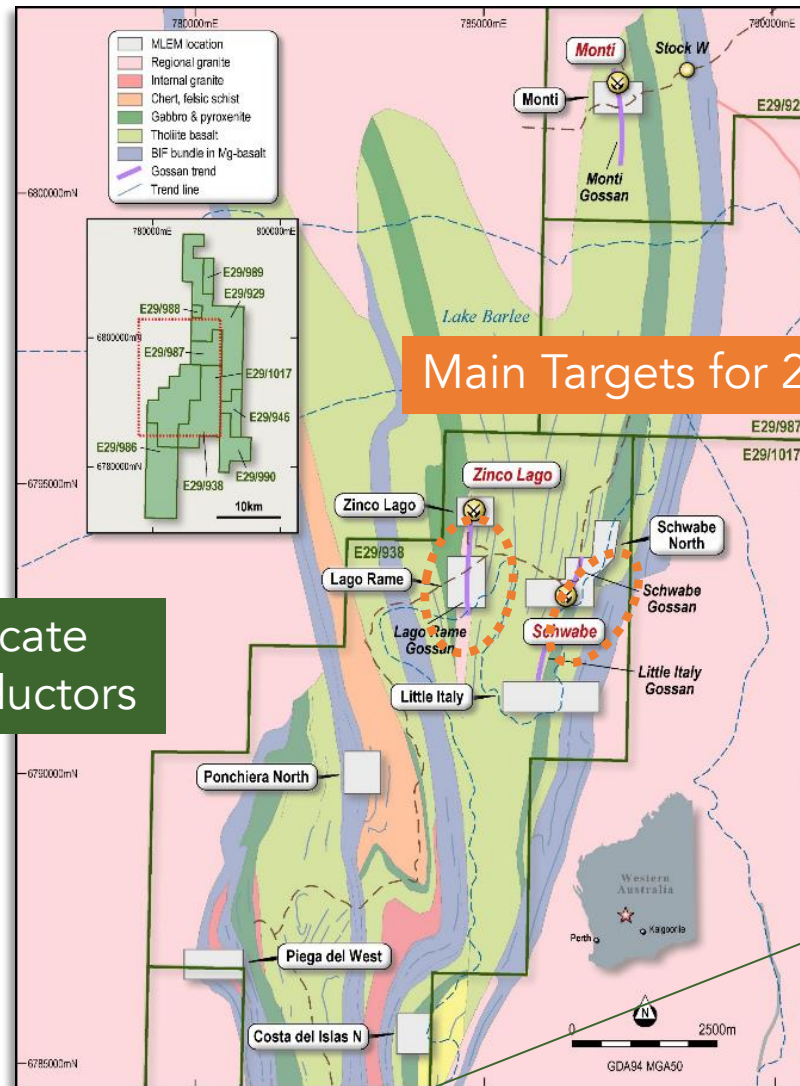 780000mE
785000mE
790000mE
MLEM location
Regional granite
Internal granite
Chert, felsic schist
Gabbro & pyroxenite
Tholiite basalt
BIF bundle in Mg-basalt
Gossan trend
Trend line
Monti
Stock W
Monti
E29/92
Monti
Gossan
6800000mN
780000mE
800000mE
E29/989
E29/929
E29/988
6800000mN
E29/987
E29/1017
E29/946
E29/986
6780000mN
E29/990
E29/938
10km
Lake Barlee
Main Targets for 2
E29/987
E29/1017
6795000mN
Zinco Lago
Zinco Lago
Schwabe
North
E29/938
Lago Rame
Schwabe
Gossan
Lago Rame
Gossan
Schwabe
cate
ductors
Little Italy
Gossan
Little Italy
6790000mN
Ponchiera North
Western
Australia
Perth
Kalgoorlie
Piega del West
Costa del Islas N
N
0
2500m
GDA94 MGA50
6785000mN